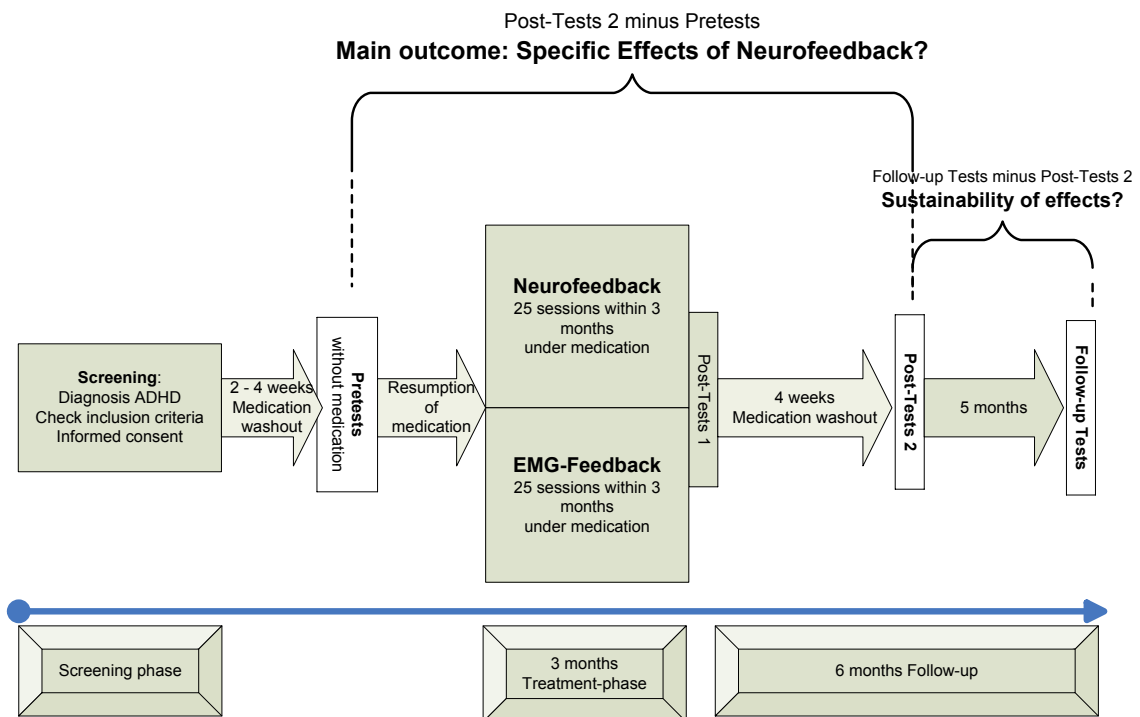 Post-Tests 2 minus Pretests
Main outcome: Specific Effects of Neurofeedback?
Follow-up Tests minus Post-Tests 2
Sustainability of effects?
Screening:
Diagnosis ADHD
Check inclusion criteria
Informed consent
2 - 4 weeks
Medication
washout
Pretests
without medication
Resumption
of
medication
Neurofeedback
25 sessions within 3
months
under medication
EMG-Feedback
25 sessions within 3
months
under medication
Post-Tests 1
4 weeks
Medication washout
Post-Tests 2
5 months
Follow-up Tests
Screening phase
3 months
Treatment-phase
6 months Follow-up